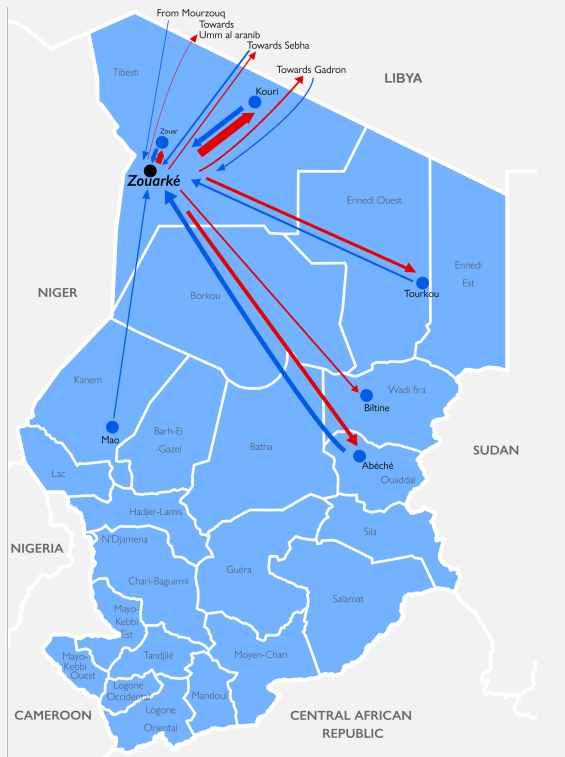 From Mourzouq
Towards
Umm al aranib
Towards Sebha
Towards Gadron
LIBYA
Tibesti
Kouri
Zouar
Zouarké
Ennedi Ouest
Ennedi
Est
Tourkou
NIGER
Borkou
Kanem
Wadi fira
Biltine
Mao
Barh-El
-Gazel
Batha
SUDAN
Abéché
Ouaddaï
Lac
Hadjer-Lamis
Sila
N'Djamena
NIGERIA
Guéra
Chari-Baguirmi
Salamat
Mayo-
Kebbi
Est
Mayo-
Kebbi
Ouest
Tandjilé
Moyen-Chari
Logone
Occidental
Mandoul
Logone
Oriental
CAMEROON
CENTRAL AFRICAN
REPUBLIC